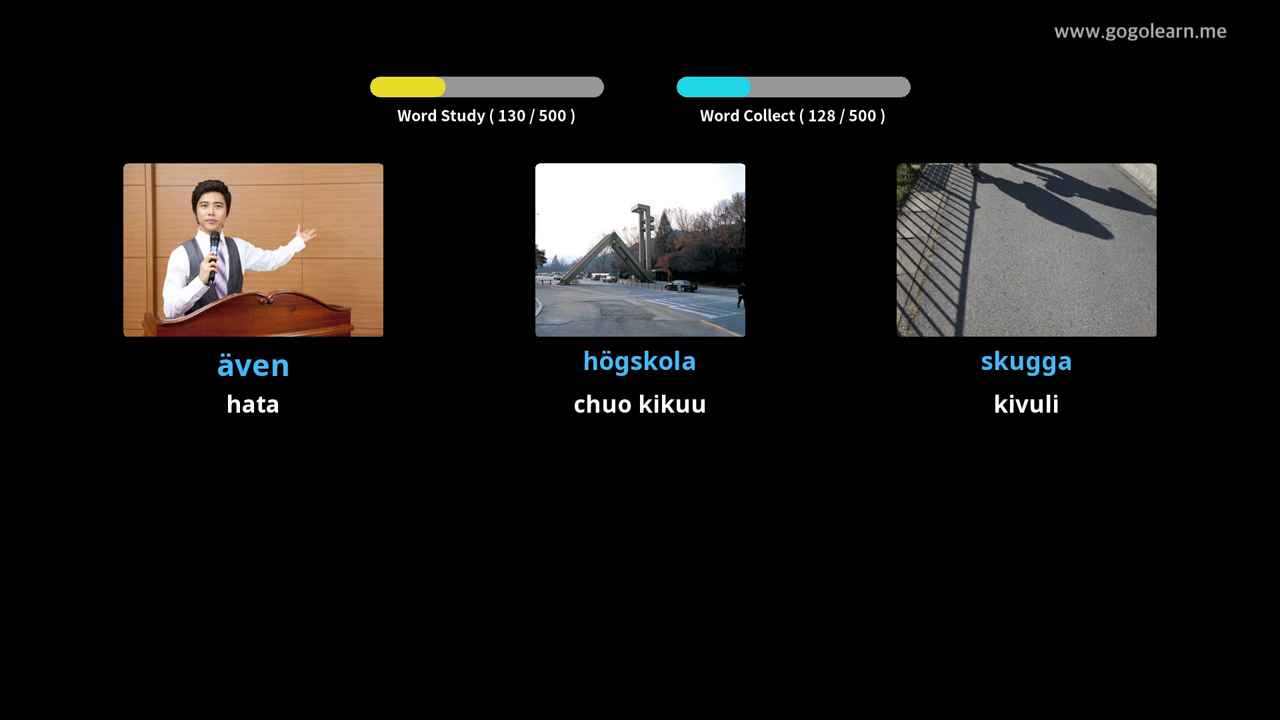 www.gogolearn.me
Word Study ( 130 / 500 )
Word Collect ( 128 / 500 )
även
högskola
skugga
hata
chuo kikuu
kivuli